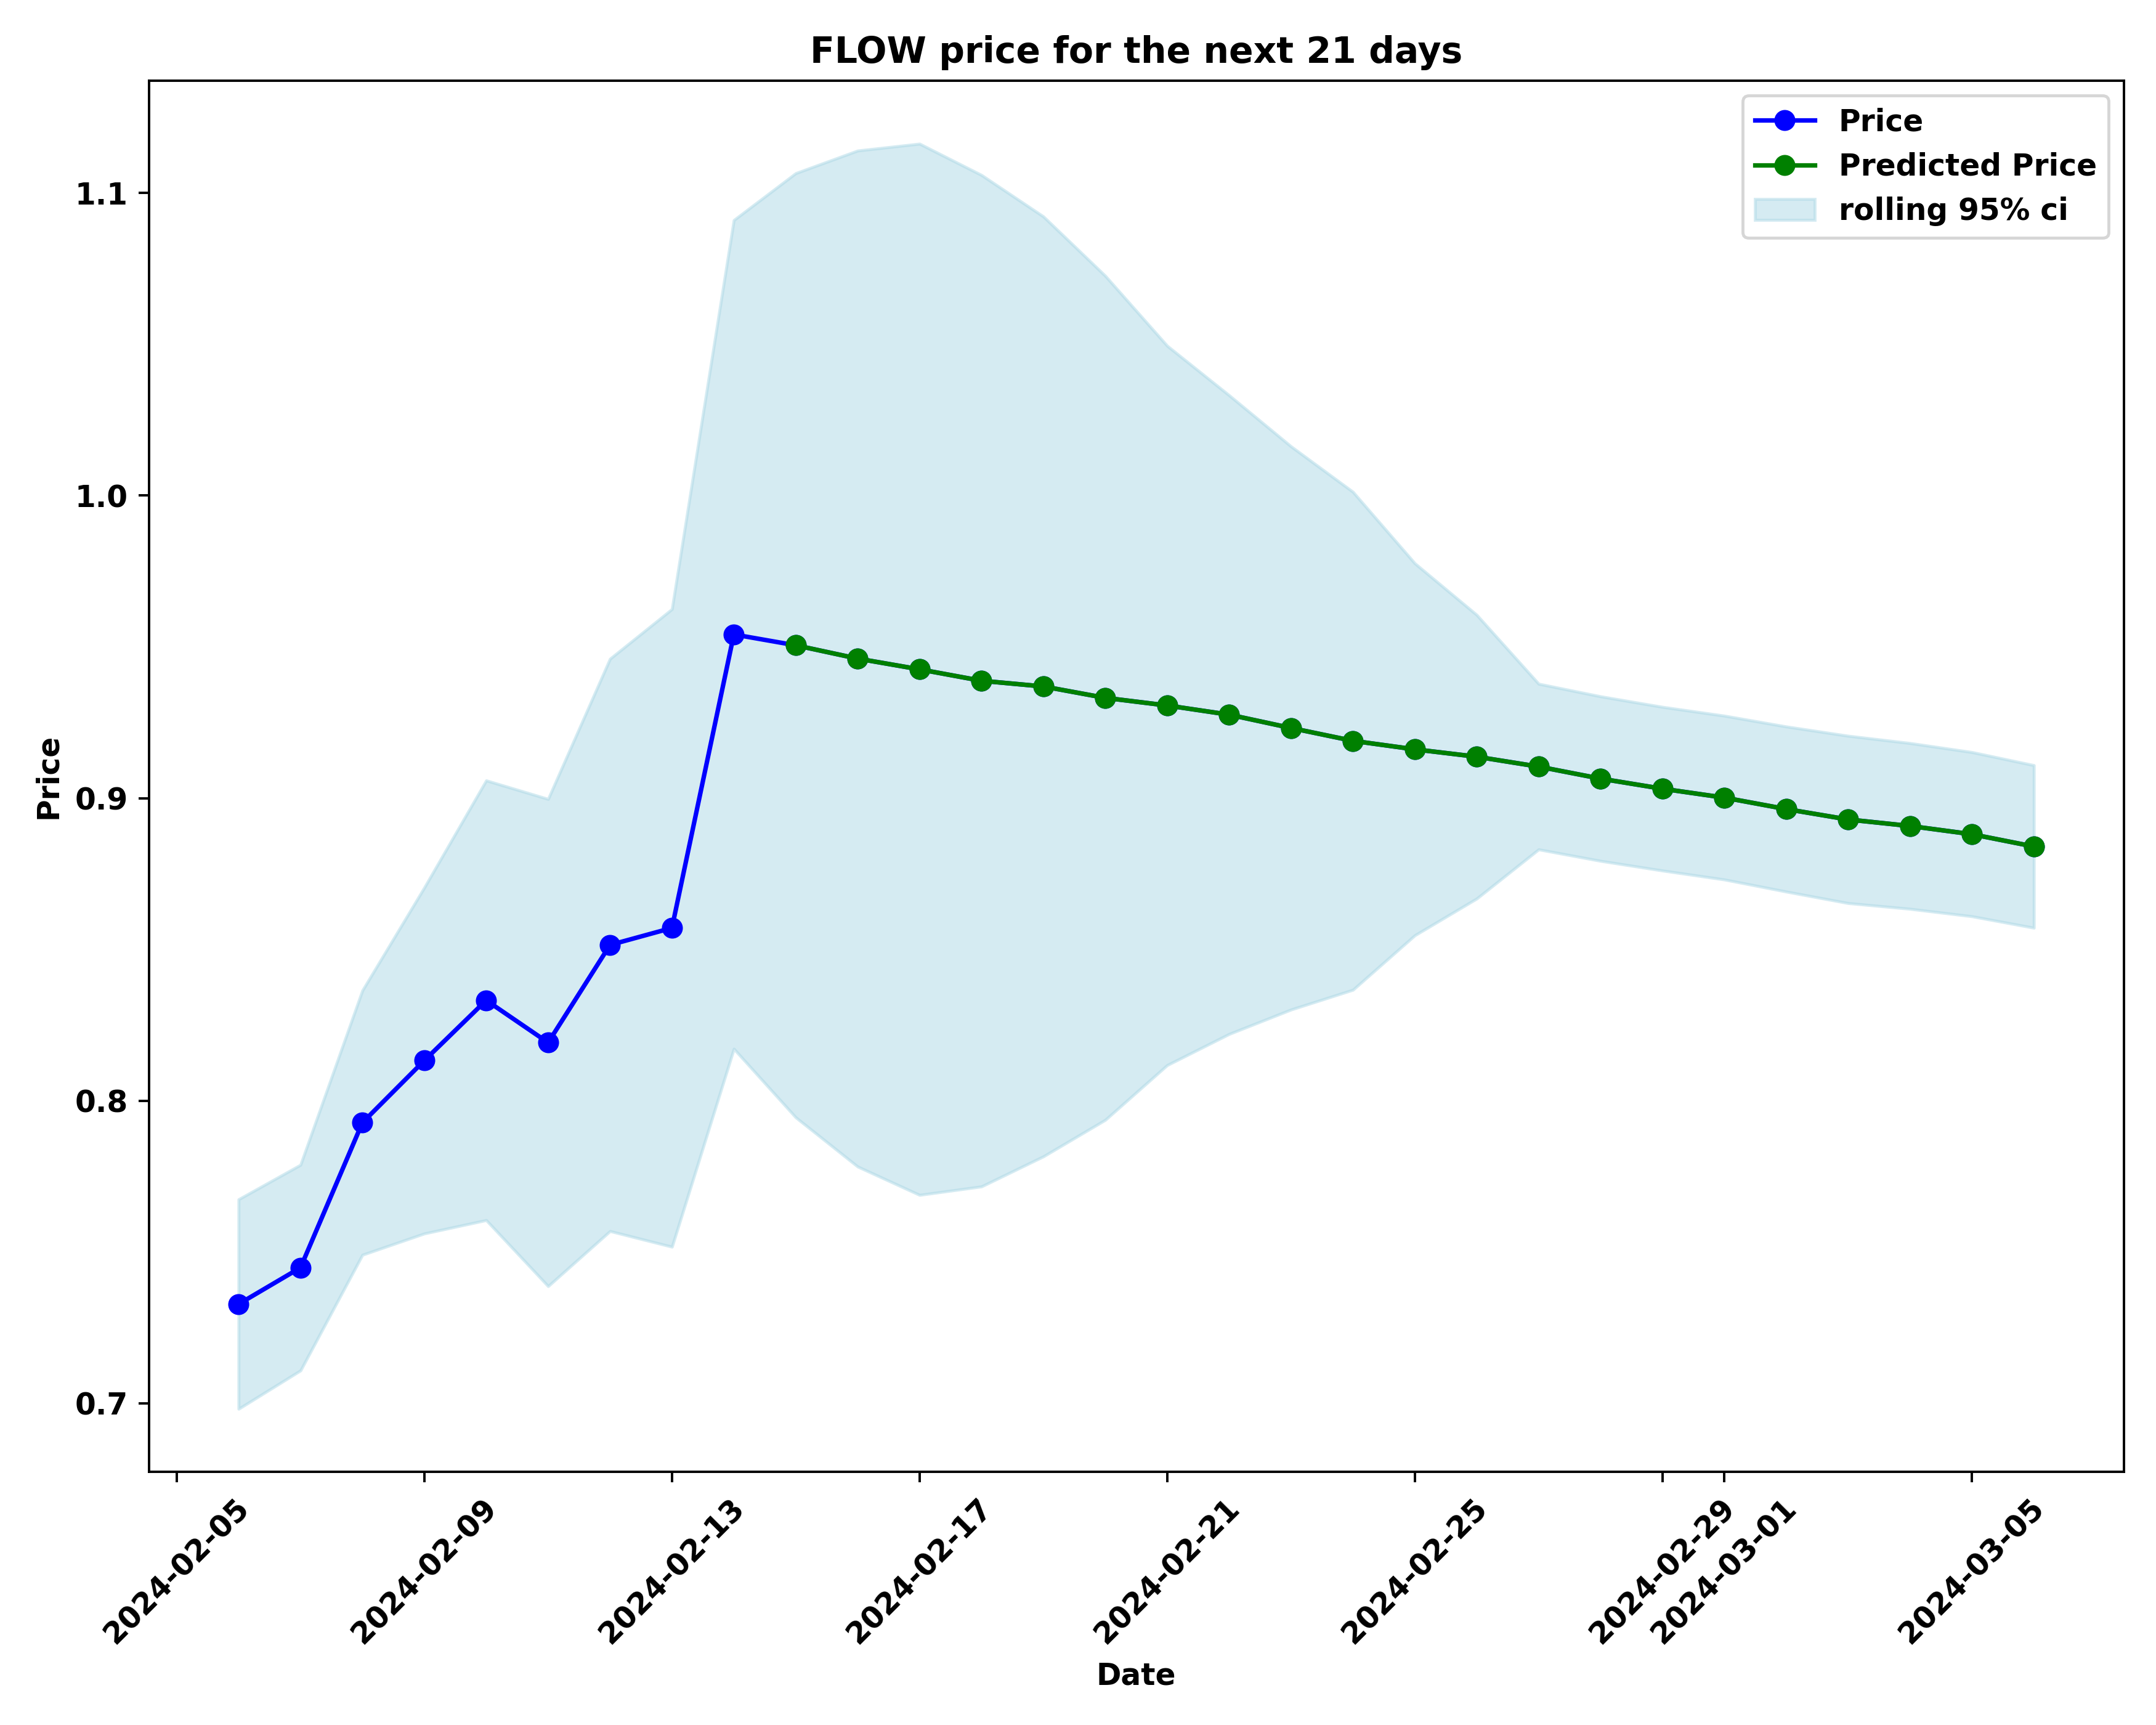 FLOW price for the next 21 days
Price
Predicted Price
rolling 95% ci
1.1
1.0
0.9
0.8
0.7
Price
2024-02-05
2024-02-09
2024-02-13
2024-02-17
2024-02-21
2024-02-25
2024-02-29
2024-03-01
2024-03-05
Date